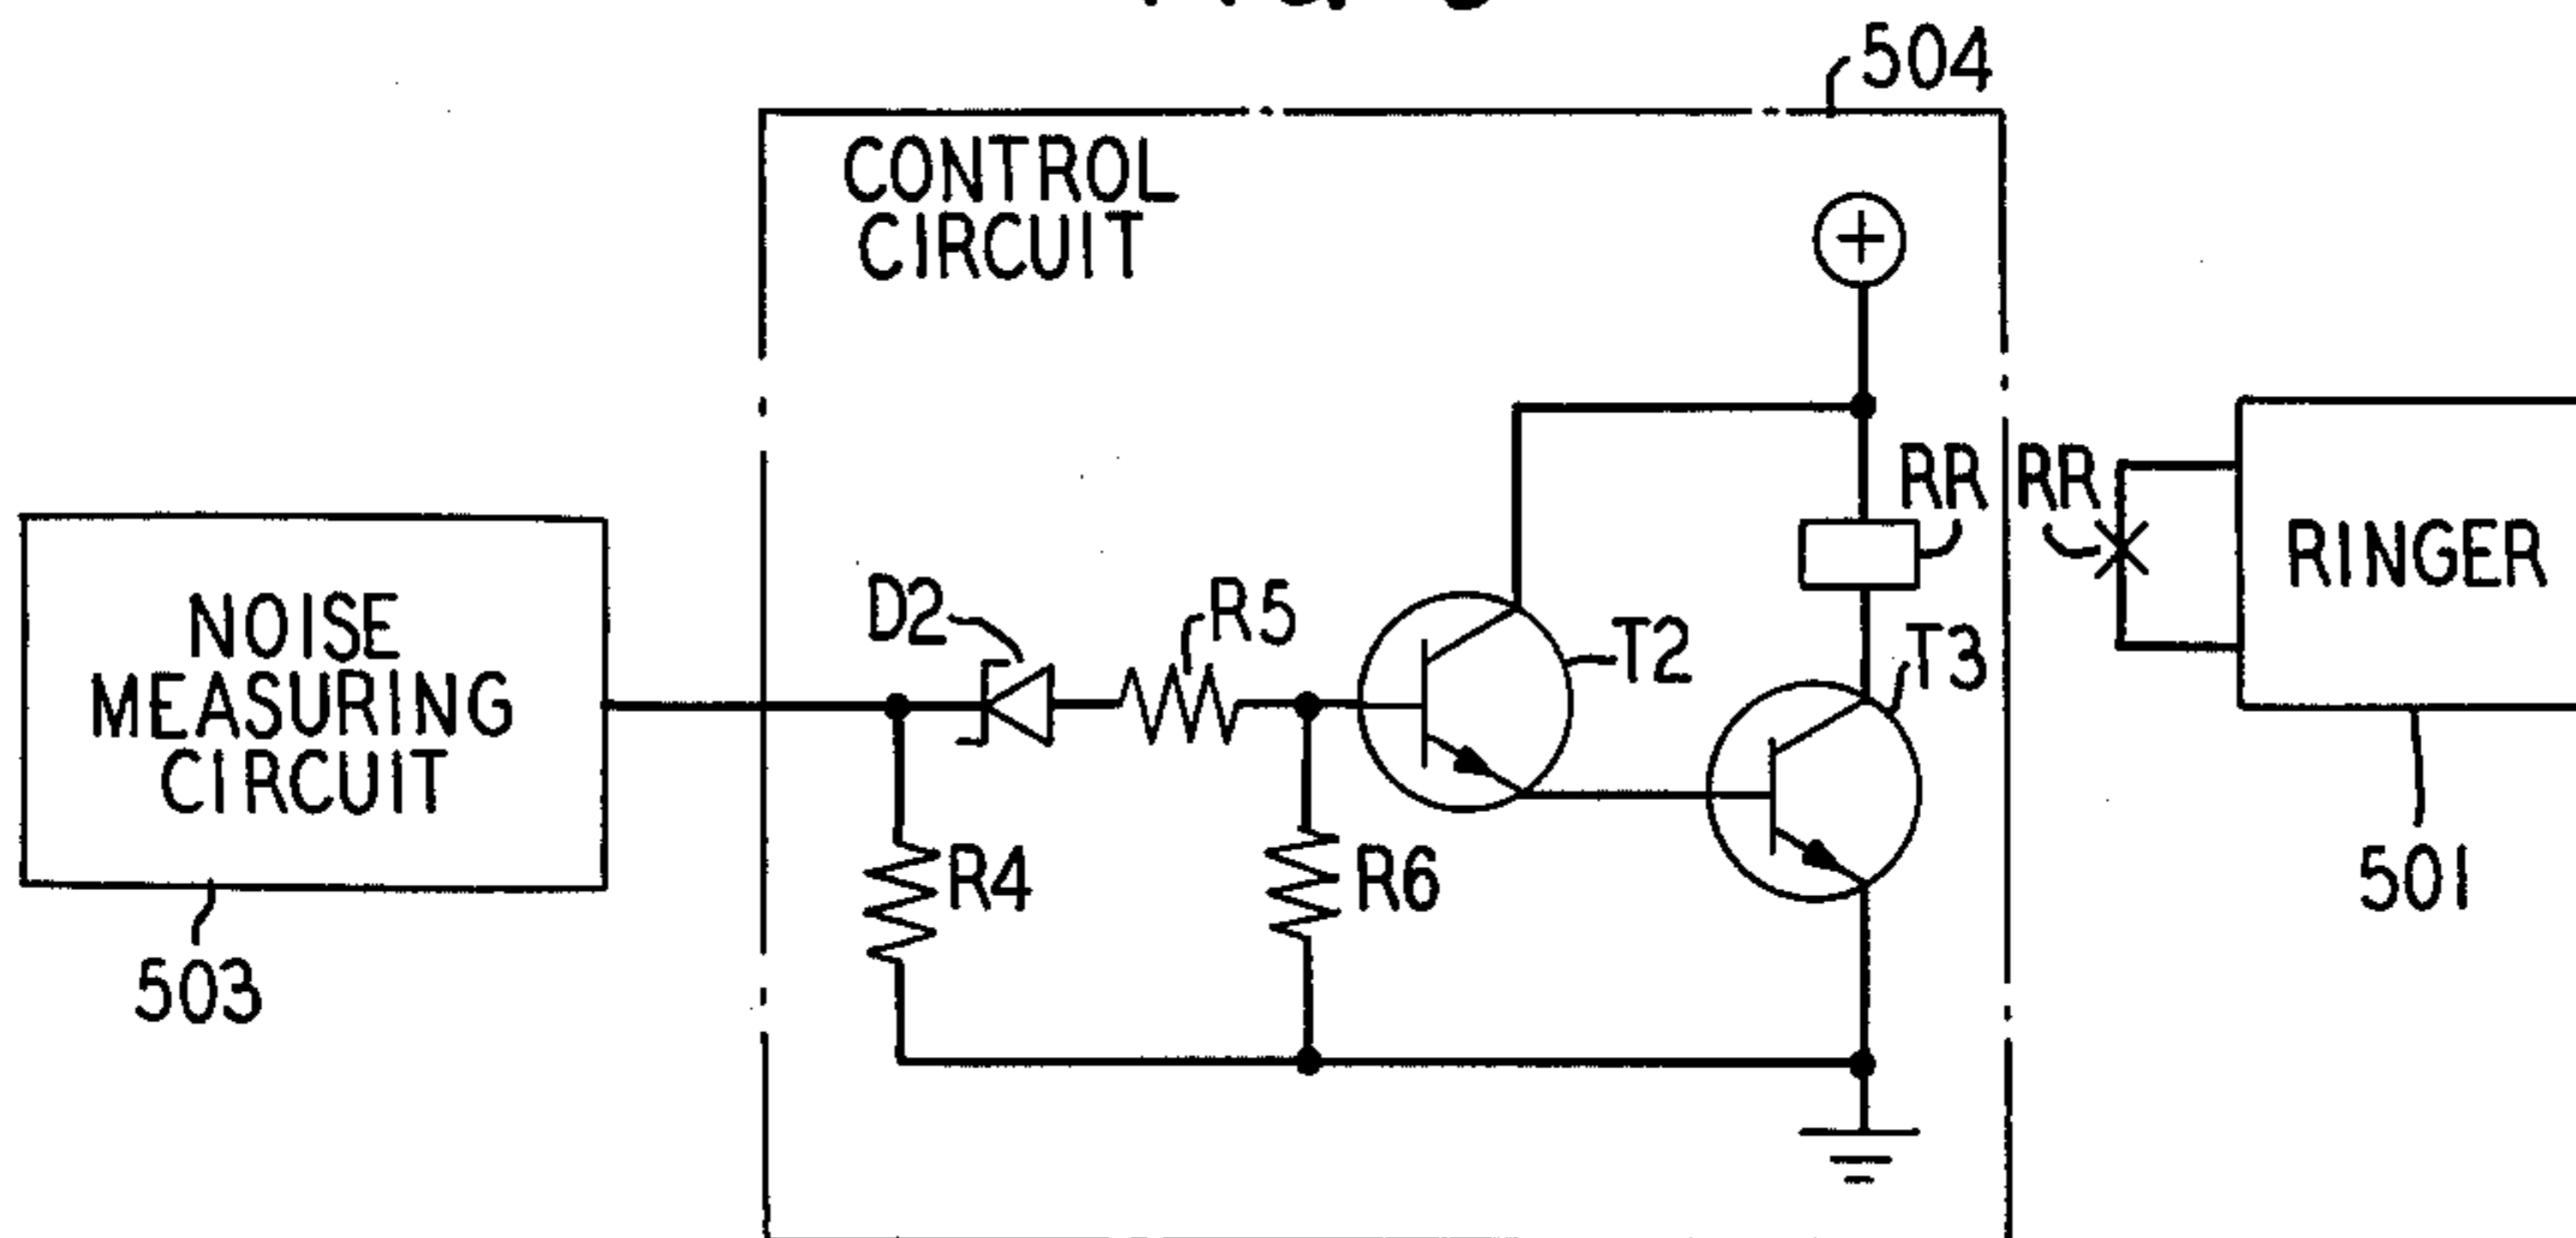 504
CONTROL
CIRCUIT
+
RR
RR
RINGER
D2
R5
T2
T3
NOISE
MEASURING
CIRCUIT
R4
R6
501
503